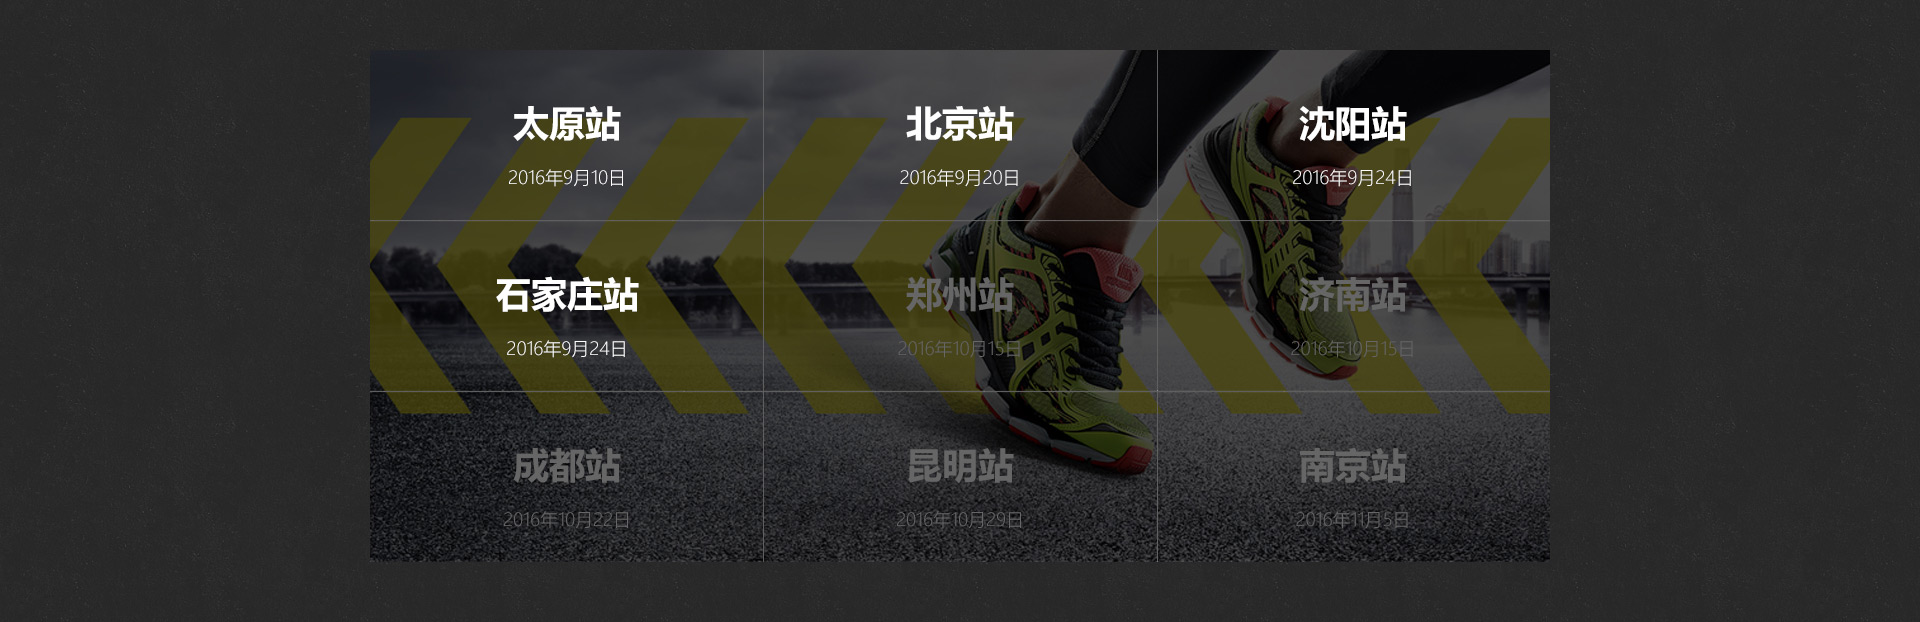 太原站
2016年9月10日
北京站
2016年9月20日
沈阳站
2016年9月24日
石家庄站
2016年9月24日
郑州站
2016年10月15日
济南站
2016年10月15日
成都站
2016年10月22日
昆明站
2016年10月29日
南京站
2016年11月5日